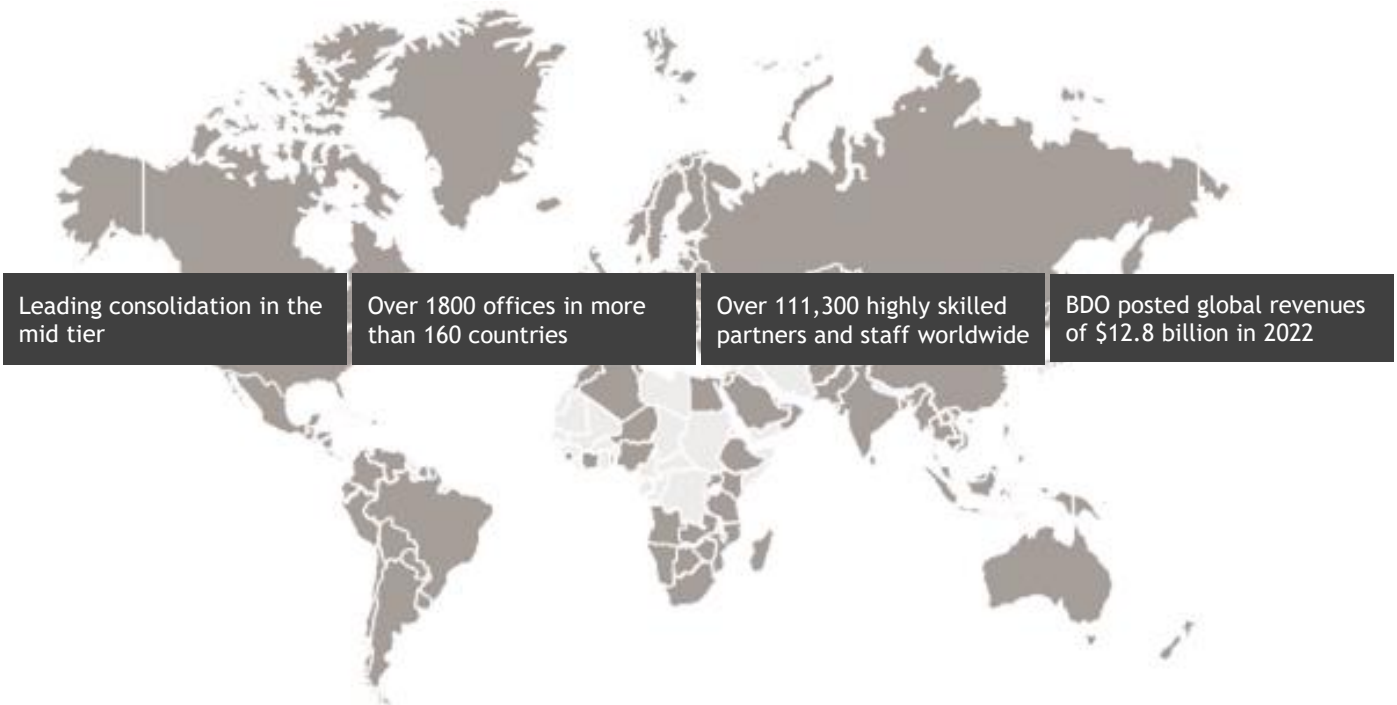 Leading consolidation in the
mid tier
Over 1800 offices in more
than 160 countries
Over 111,300 highly skilled
partners and staff worldwide
BDO posted global revenues
of $12.8 billion in 2022